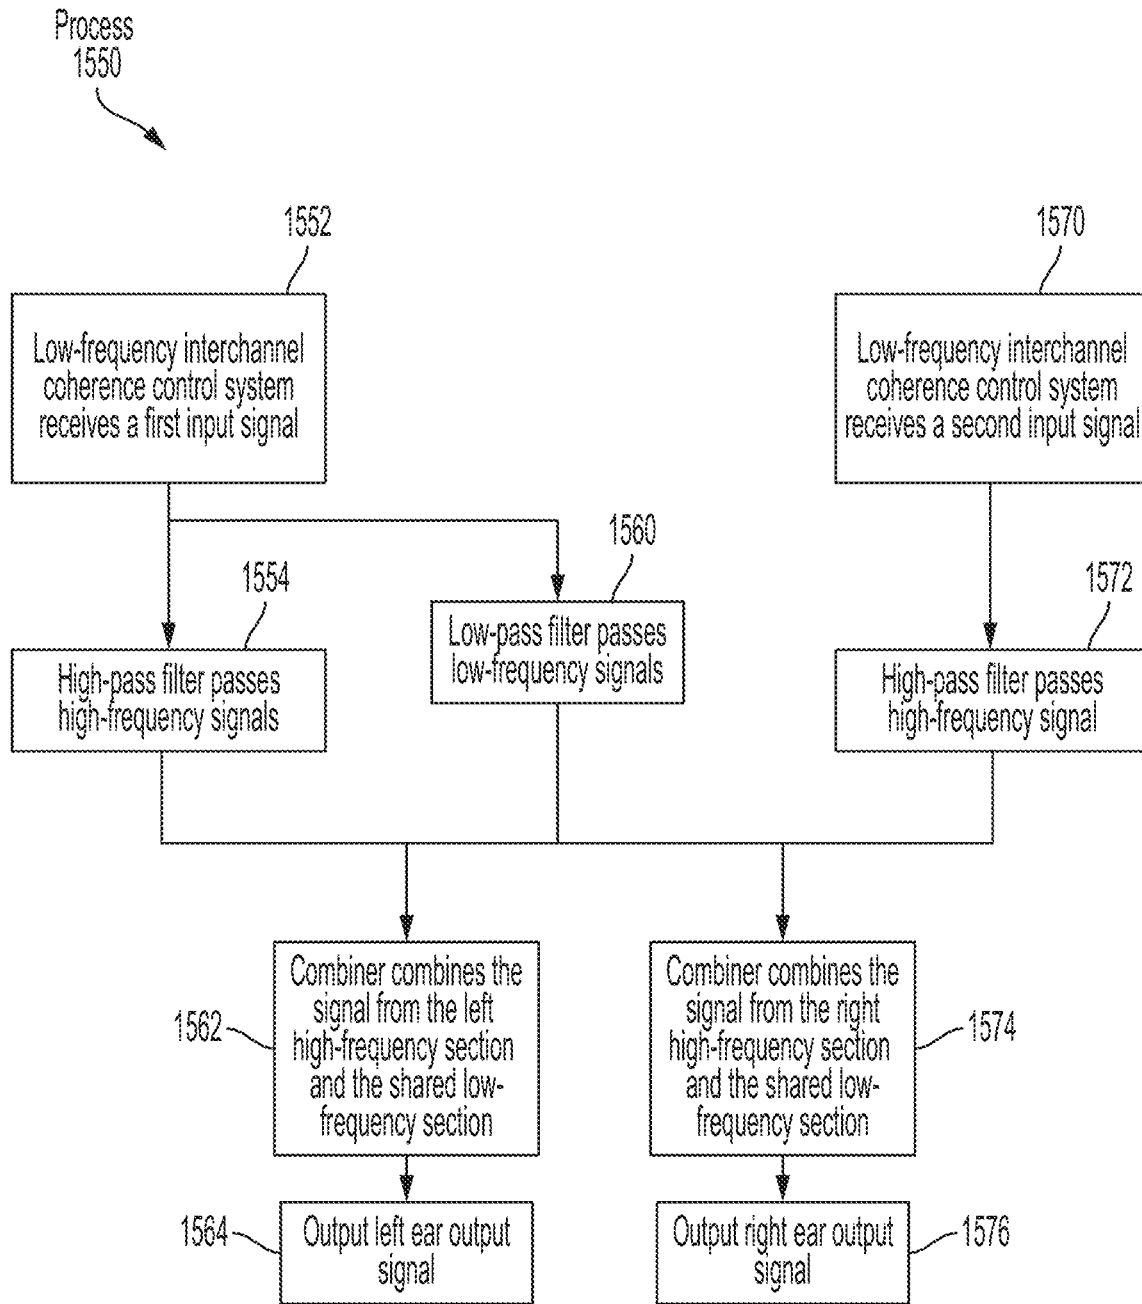 Process
1550
1552
1570
Low-frequency interchannel
coherence control system
receives a first input signal
Low-frequency interchannel
coherence control system
receives a second input signal
1554
1560
1572
High-pass filter passes
high-frequency signals
Low-pass filter passes
low-frequency signals
High-pass filter passes
high-frequency signal
1562
Combiner combines the
signal from the left
high-frequency section
and the shared low-
frequency section
Combiner combines the
signal from the right
high-frequency section
and the shared low-
frequency section
1574
1564
Output left ear output
signal
Output right ear output
signal
1576